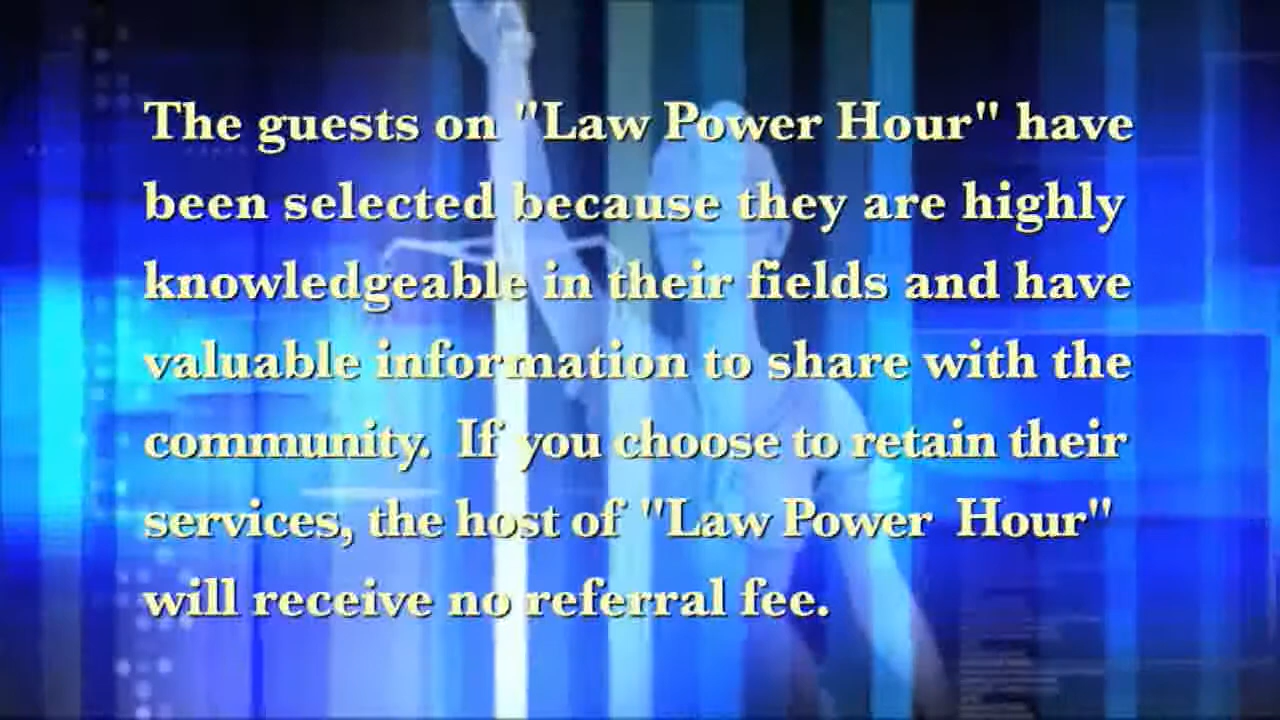 The guests on "Law Power Hour" have
been selected because they are highly
knowledgeable in their fields and have
valuable information to share with the
community.  If you choose to retain their
services, the host of "Law Power  Hour"
will receive no referral fee.